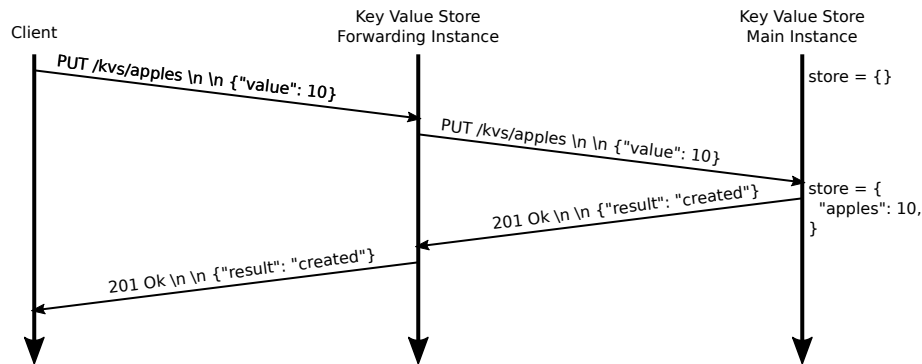 Client
Key Value Store
Forwarding Instance
Key Value Store
Main Instance
PUT /kvs/apples \n \n {"value": 10}
store = {}
PUT /kvs/apples \n \n {"value": 10}
store = {
"apples": 10,
}
201 Ok \n \n {"result": "created"}
201 Ok \n \n {"result": "created"}